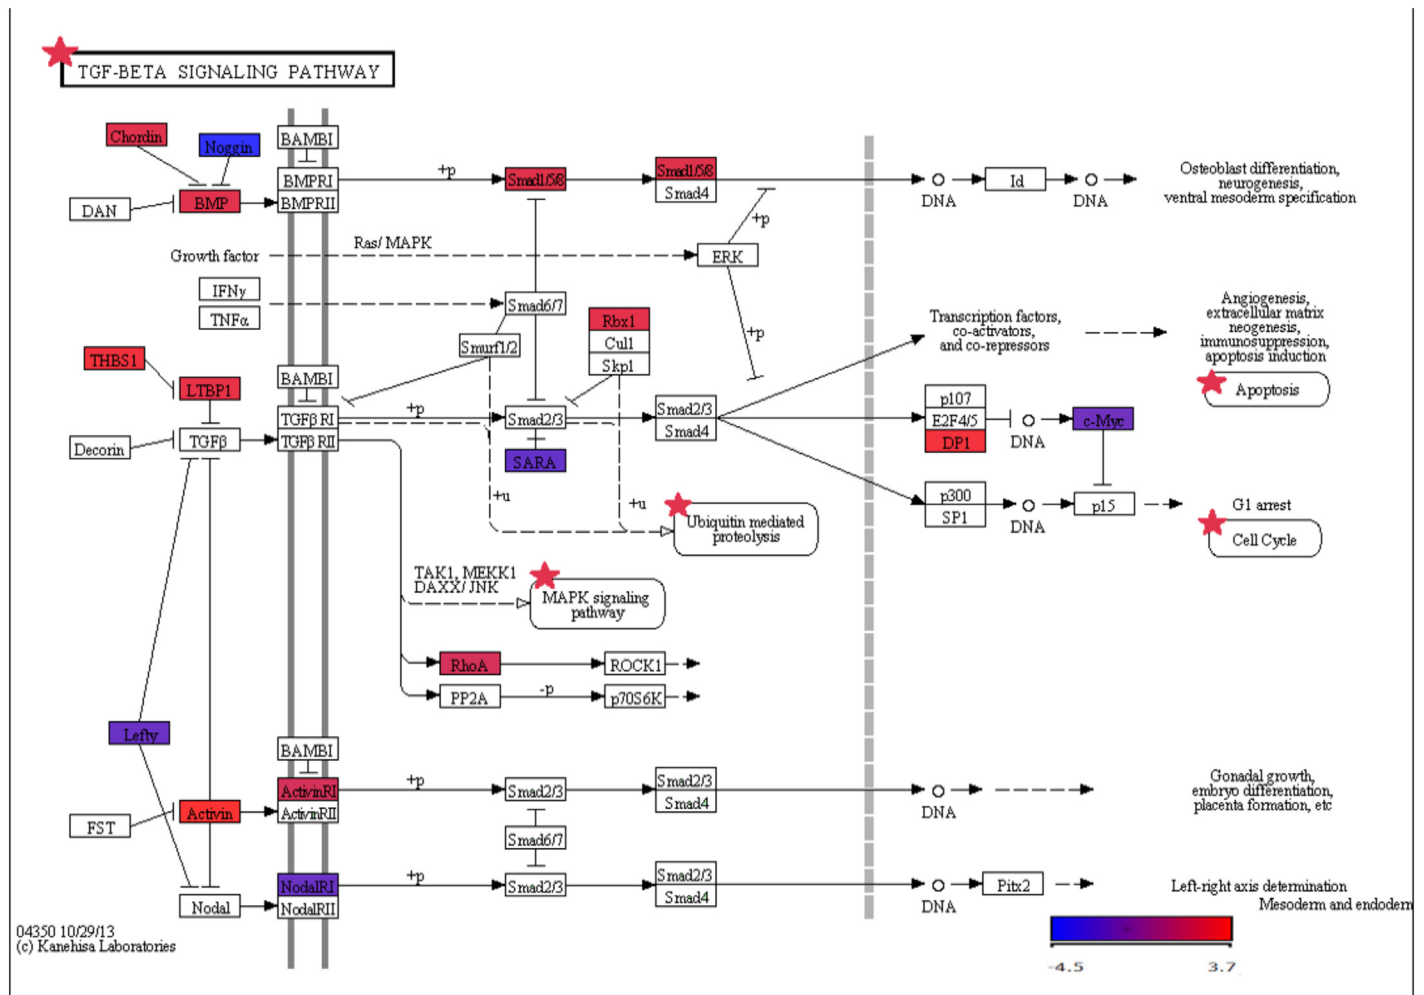 TGF-BETA SIGNALING PATHWAY
Chordin
Noggin
BAMBI
BMP
DAN
BMPRI
BMPRII
+p
Smad1/5/8
Smad1/5/8
Smad4
DNA
Id
DNA
Osteoblast differentiation,
neurogenesis,
ventral mesoderm specification
Growth factor
Ras/ MAPK
ERK
+p
+p
IFNγ
TNFα
Smad6/7
Smurf1/2
Rbx1
Cul1
Skp1
Transcription factors,
co-activators,
and co-repressors
Angiogenesis,
extracellular matrix
neogenesis,
immunosuppression,
apoptosis induction
Apoptosis
THBS1
LTBP1
BAMBI
Decorin
TGFβ
TGFβ RI
TGFβ RII
+p
Smad2/3
SARA
Smad2/3
Smad4
p107
E2F4/5
DP1
DNA
c-Myc
+u
+u
Ubiquitin mediated
proteolysis
p300
SP1
DNA
p15
G1 arrest
Cell Cycle
TAK1, MEKK1
DAXX/ JNK
MAPK signaling
pathway
RhoA
ROCK1
PP2A
-p
p70S6K
Lefty
BAMBI
FST
Activin
ActivinRI
ActivinRII
+p
Smad2/3
Smad2/3
Smad4
DNA
Gonadal growth,
embryo differentiation,
placenta formation, etc
Smad6/7
Nodal
NodalRI
NodalRII
+p
Smad2/3
Smad2/3
Smad4
DNA
Pitx2
Left-right axis determination
Mesoderm and endoderm
04350 10/29/13
(c) Kanehisa Laboratories
-4.5
3.7